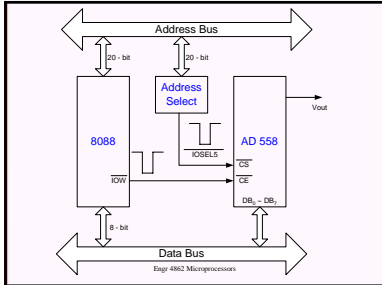 Address Bus
20 - bit
20 - bit
Address
Select
8088
AD 558
Vout
IOSEL5
CS
IOW
CE
DB0 ~ DB7
8 - bit
Data Bus
Engr 4862 Microprocessors